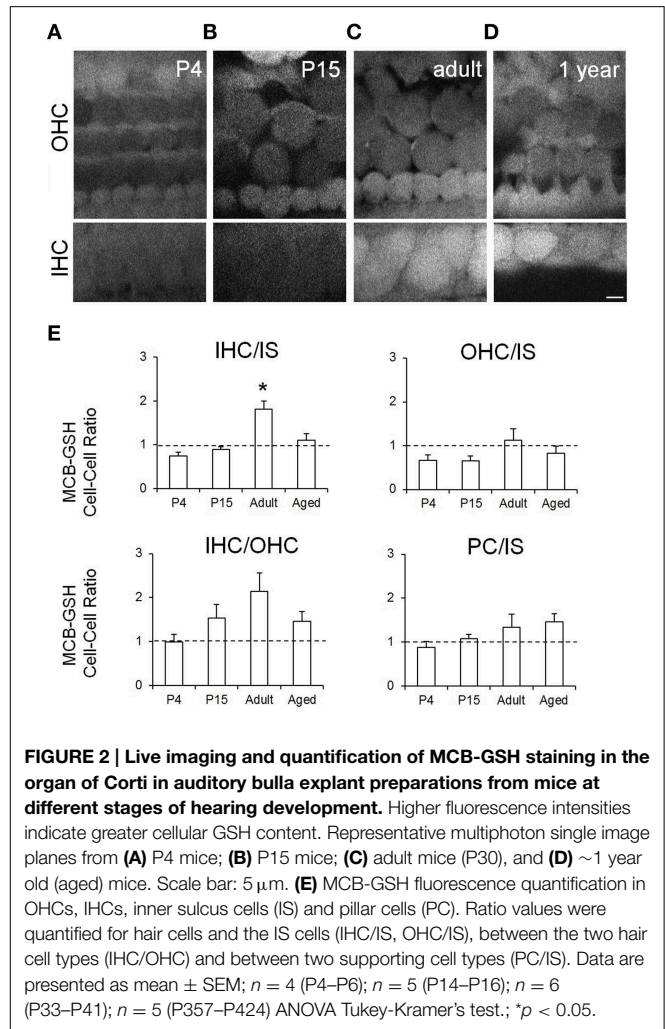 A B C D
P4 P15 adult 1 year
OHC
IHC
E
IHC/IS OHC/IS
MCB-GSH
Cell-Cell Ratio
3 3
2 * 2
1 1
0 0
P4 P15 Adult Aged P4 P15 Adult Aged
IHC/OHC PC/IS
MCB-GSH
Cell-Cell Ratio
3 3
2 2
1 1
0 0
P4 P15 Adult Aged P4 P15 Adult Aged
FIGURE 2 | Live imaging and quantification of MCB-GSH staining in the
organ of Corti in auditory bulla explant preparations from mice at
different stages of hearing development. Higher fluorescence intensities
indicate greater cellular GSH content. Representative multiphoton single image
planes from (A) P4 mice; (B) P15 mice; (C) adult mice (P30), and (D) ∼1 year
old (aged) mice. Scale bar: 5 μm. (E) MCB-GSH fluorescence quantification in
OHCs, IHCs, inner sulcus cells (IS) and pillar cells (PC). Ratio values were
quantified for hair cells and the IS cells (IHC/IS, OHC/IS), between the two hair
cell types (IHC/OHC) and between two supporting cell types (PC/IS). Data are
presented as mean ± SEM; n = 4 (P4–P6); n = 5 (P14–P16); n = 6
(P33–P41); n = 5 (P357–P424) ANOVA Tukey-Kramer's test.; *p < 0.05.